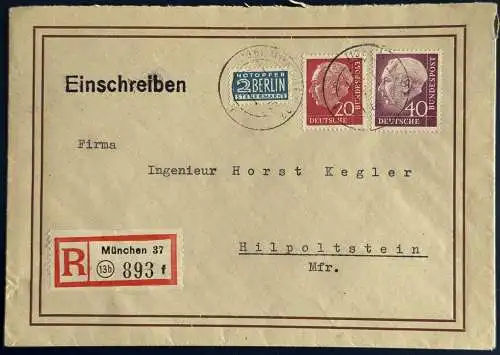 Einschreiben
NOTOPFER
2 BERLIN
STEUERMARKE
20
DEUTSCHE
BUNDESPOST
40
DEUTSCHE
BUNDESPOST
Firma
Ingenieur Horst Kegler
Hilpoltstein
Mfr.
R
München 37
13b 893 f